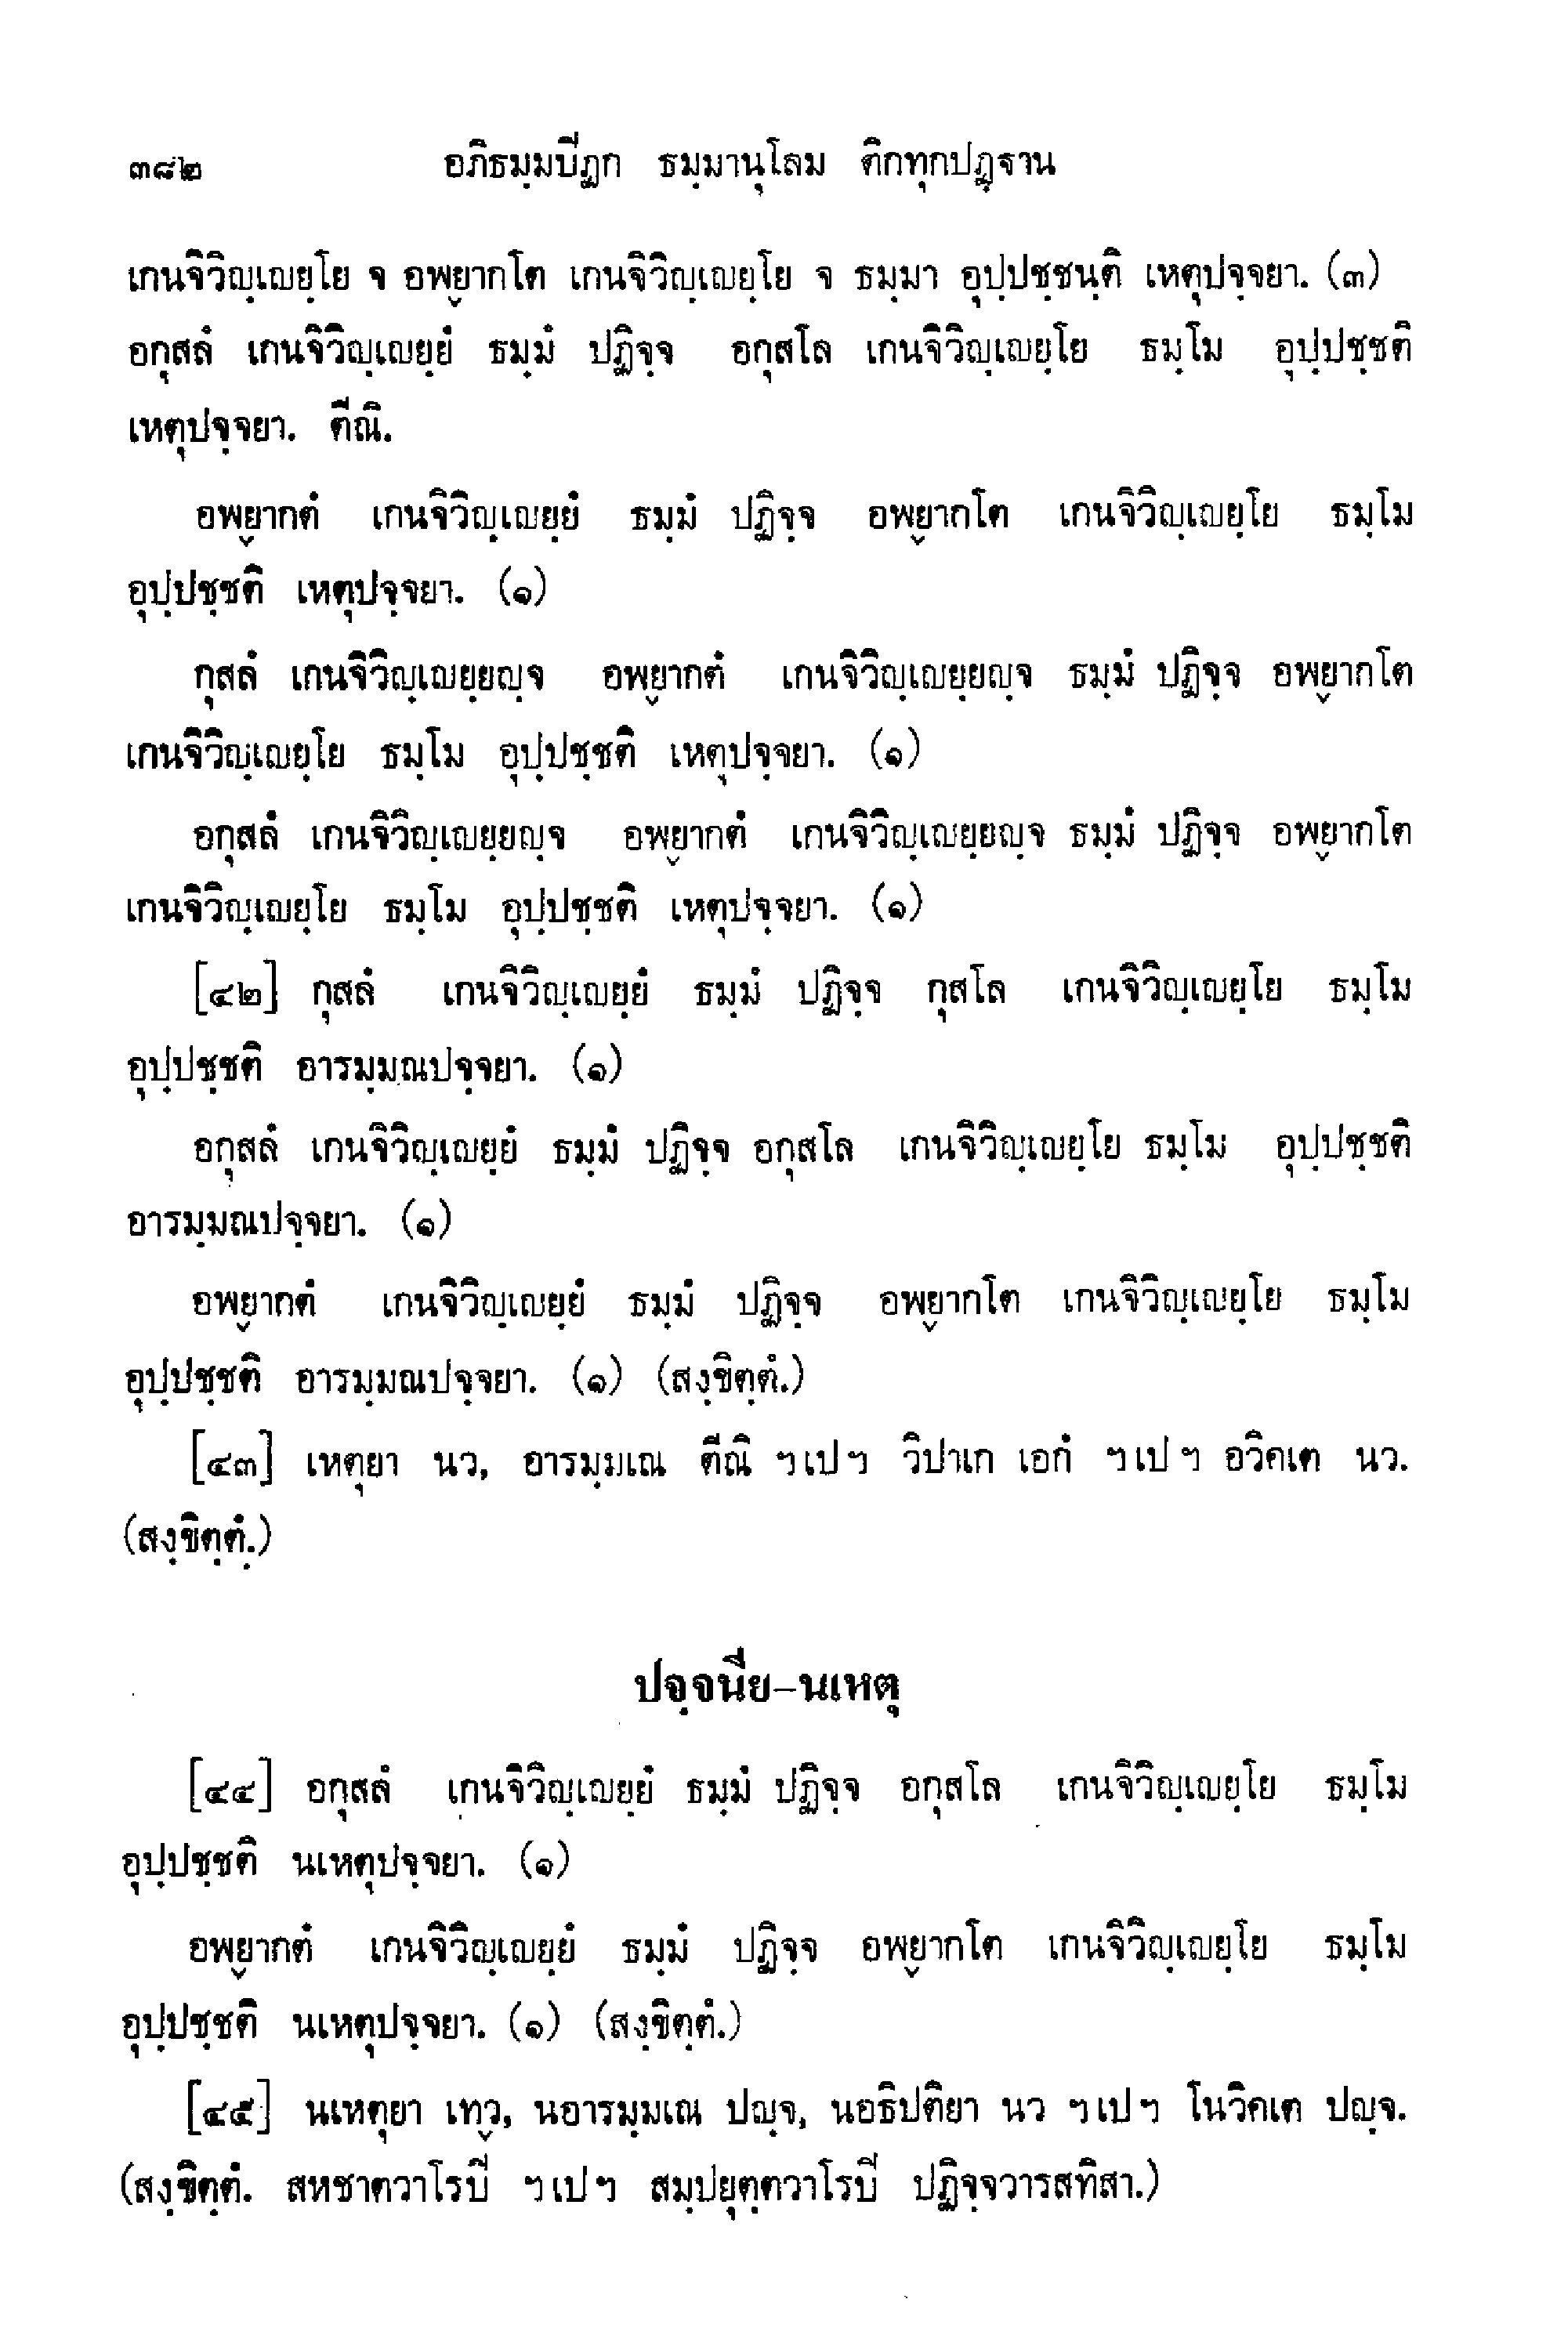 ๓๘๒ อภิธมฺมปิฏก ธมฺมานุโลม ติกทุกปฏฺฐาน
เกนจิวิญฺเญยฺโย จ อพฺยากโต เกนจิวิญฺเญยฺโย จ ธมฺมา อุปฺปชฺชนฺติ เหตุปจฺจยา. (๓)
อกุสลํ เกนจิวิญฺเญยฺยํ ธมฺมํ ปฏิจฺจ อกุสโล เกนจิวิญฺเญยฺโย ธมฺโม อุปฺปชฺชติ
เหตุปจฺจยา. ตีณิ.
อพฺยากตํ เกนจิวิญฺเญยฺยํ ธมฺมํ ปฏิจฺจ อพฺยากโต เกนจิวิญฺเญยฺโย ธมฺโม
อุปฺปชฺชติ เหตุปจฺจยา. (๑)
กุสลํ เกนจิวิญฺเญยฺยญฺจ อพฺยากตํ เกนจิวิญฺเญยฺยญฺจ ธมฺมํ ปฏิจฺจ อพฺยากโต
เกนจิวิญฺเญยฺโย ธมฺโม อุปฺปชฺชติ เหตุปจฺจยา. (๑)
อกุสลํ เกนจิวิญฺเญยฺยญฺจ อพฺยากตํ เกนจิวิญฺเญยฺยญฺจ ธมฺมํ ปฏิจฺจ อพฺยากโต
เกนจิวิญฺเญยฺโย ธมฺโม อุปฺปชฺชติ เหตุปจฺจยา. (๑)
[๔๒] กุสลํ เกนจิวิญฺเญยฺยํ ธมฺมํ ปฏิจฺจ กุสโล เกนจิวิญฺเญยฺโย ธมฺโม
อุปฺปชฺชติ อารมฺมณปจฺจยา. (๑)
อกุสลํ เกนจิวิญฺเญยฺยํ ธมฺมํ ปฏิจฺจ อกุสโล เกนจิวิญฺเญยฺโย ธมฺโม อุปฺปชฺชติ
อารมฺมณปจฺจยา. (๑)
อพฺยากตํ เกนจิวิญฺเญยฺยํ ธมฺมํ ปฏิจฺจ อพฺยากโต เกนจิวิญฺเญยฺโย ธมฺโม
อุปฺปชฺชติ อารมฺมณปจฺจยา. (๑) (สงฺขิตฺตํ.)
[๔๓] เหตุยา นว, อารมฺมเณ ตีณิ ฯ เป ฯ วิปาเก เอกํ ฯ เป ฯ อวิคเต นว.
(สงฺขิตฺตํ.)
ปจฺจนีย–นเหตุ
[๔๔] อกุสลํ เกนจิวิญฺเญยฺยํ ธมฺมํ ปฏิจฺจ อกุสโล เกนจิวิญฺเญยฺโย ธมฺโม
อุปฺปชฺชติ นเหตุปจฺจยา. (๑)
อพฺยากตํ เกนจิวิญฺเญยฺยํ ธมฺมํ ปฏิจฺจ อพฺยากโต เกนจิวิญฺเญยฺโย ธมฺโม
อุปฺปชฺชติ นเหตุปจฺจยา. (๑) (สงฺขิตฺตํ.)
[๔๕] นเหตุยา เทฺว, นอารมฺมเณ ปญฺจ, นอธิปติยา นว ฯ เป ฯ โนวิคเต ปญฺจ.
(สงฺขิตฺตํ. สหชาตวาโรปิ ฯ เป ฯ สมฺปยุตฺตวาโรปิ ปฏิจฺจวารสทิสา.)